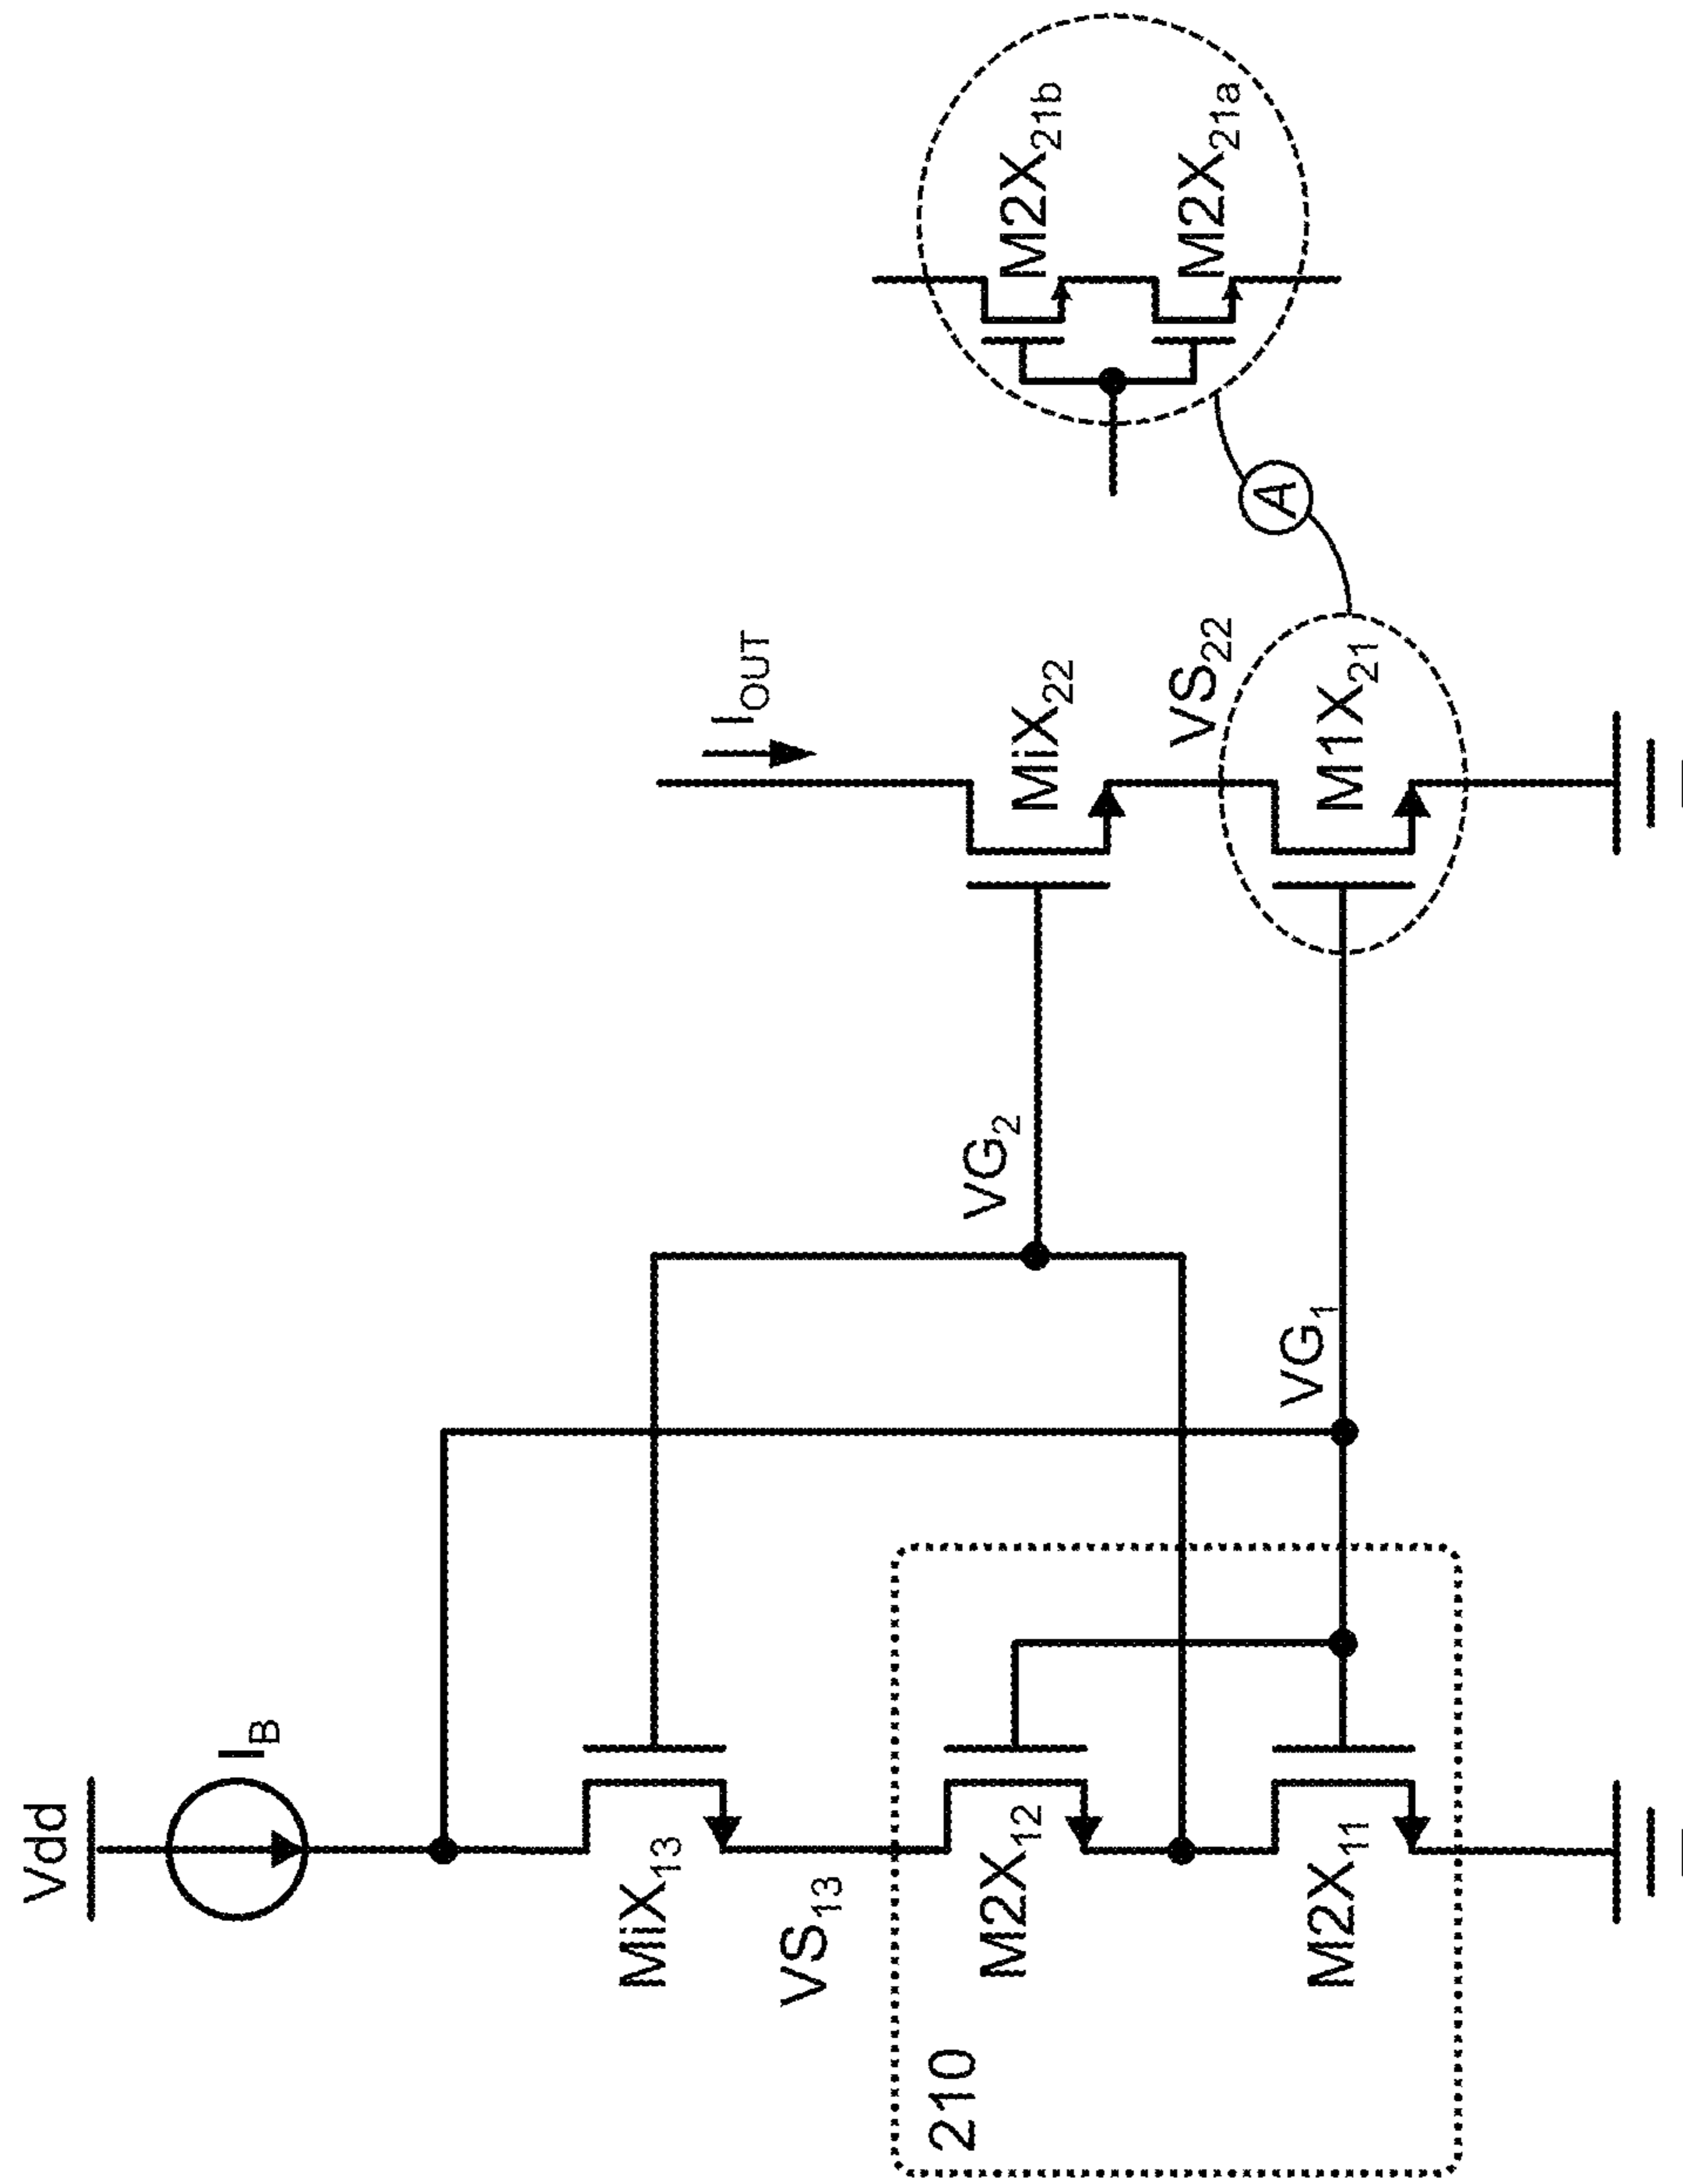 Vdd
I_B
I_OUT
MiX_13
VS_13
VG_2
MiX_22
VS_22
M2X_21b
M2X_21a
210
M2X_12
M2X_11
VG_1
M1X_21
A